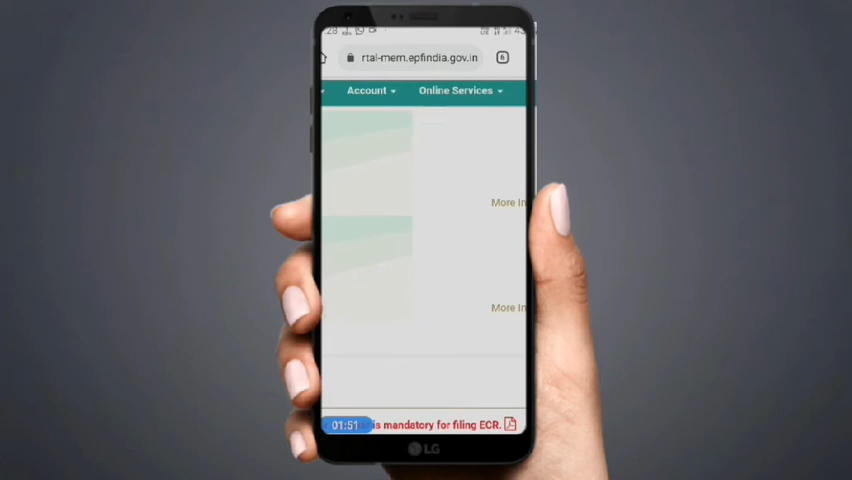 28
rtal-mem.epfindia.gov.in
6
Account
Online Services
More In
More In
01:51 is mandatory for filing ECR.
LG